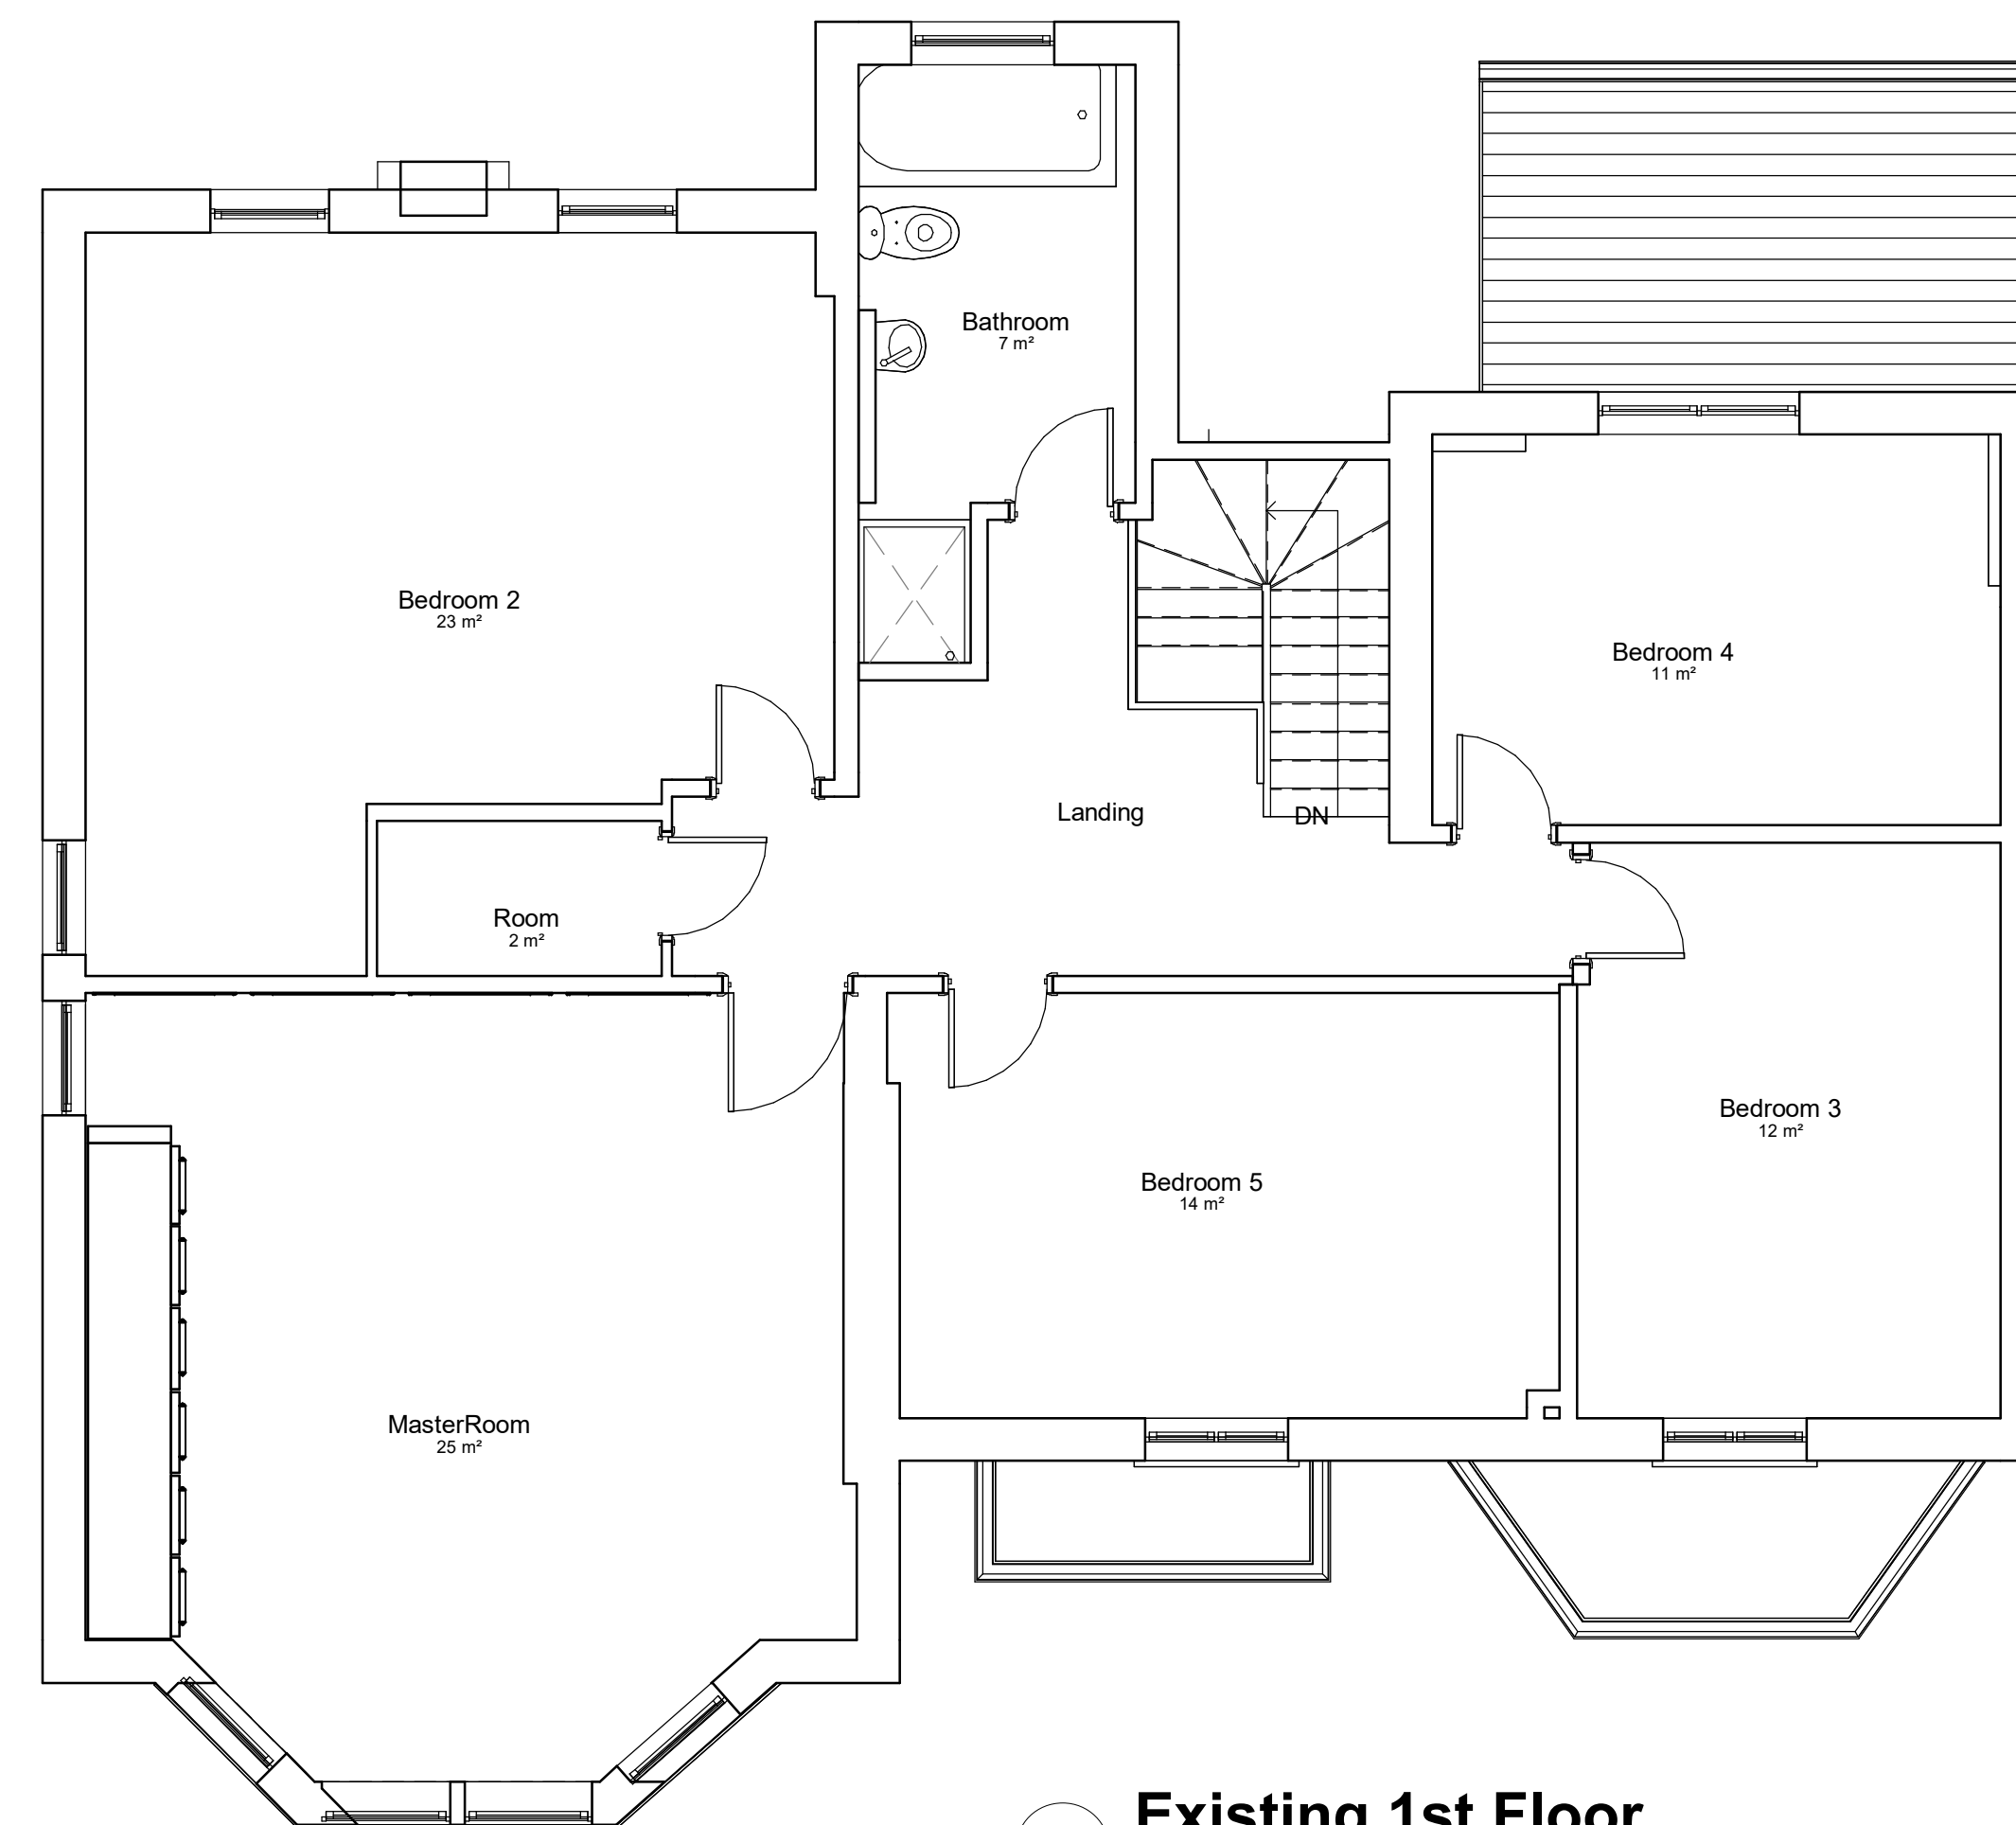 Bathroom
7 m²
Bedroom 2
23 m²
Bedroom 4
11 m²
Landing
DN
Room
2 m²
Bedroom 3
12 m²
Bedroom 5
14 m²
MasterRoom
25 m²
Existing 1st Floor